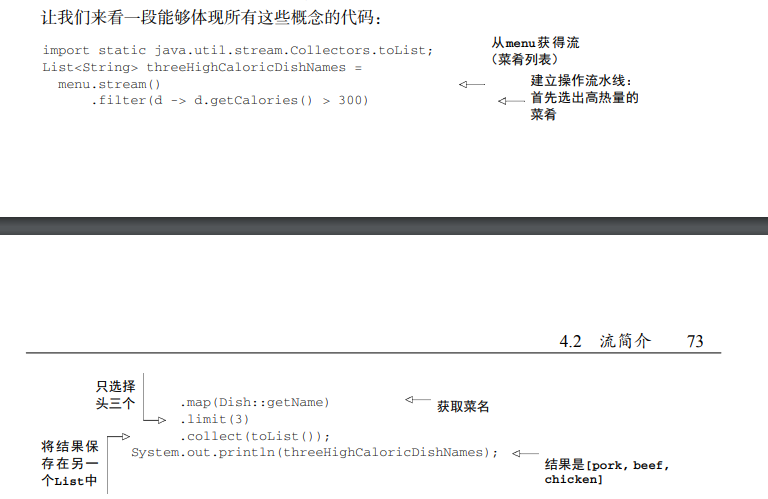 让我们来看一段能够体现所有这些概念的代码：
import static java.util.stream.Collectors.toList;
List<String> threeHighCaloricDishNames =
menu.stream()
.filter(d -> d.getCalories() > 300)
从menu获得流
（菜肴列表）
建立操作流水线：
首先选出高热量的
菜肴
4.2 流简介 73
只选择
头三个
.map(Dish::getName)
获取菜名
.limit(3)
.collect(toList());
将结果保
存在另一
个List中
System.out.println(threeHighCaloricDishNames);
结果是[pork, beef,
chicken]